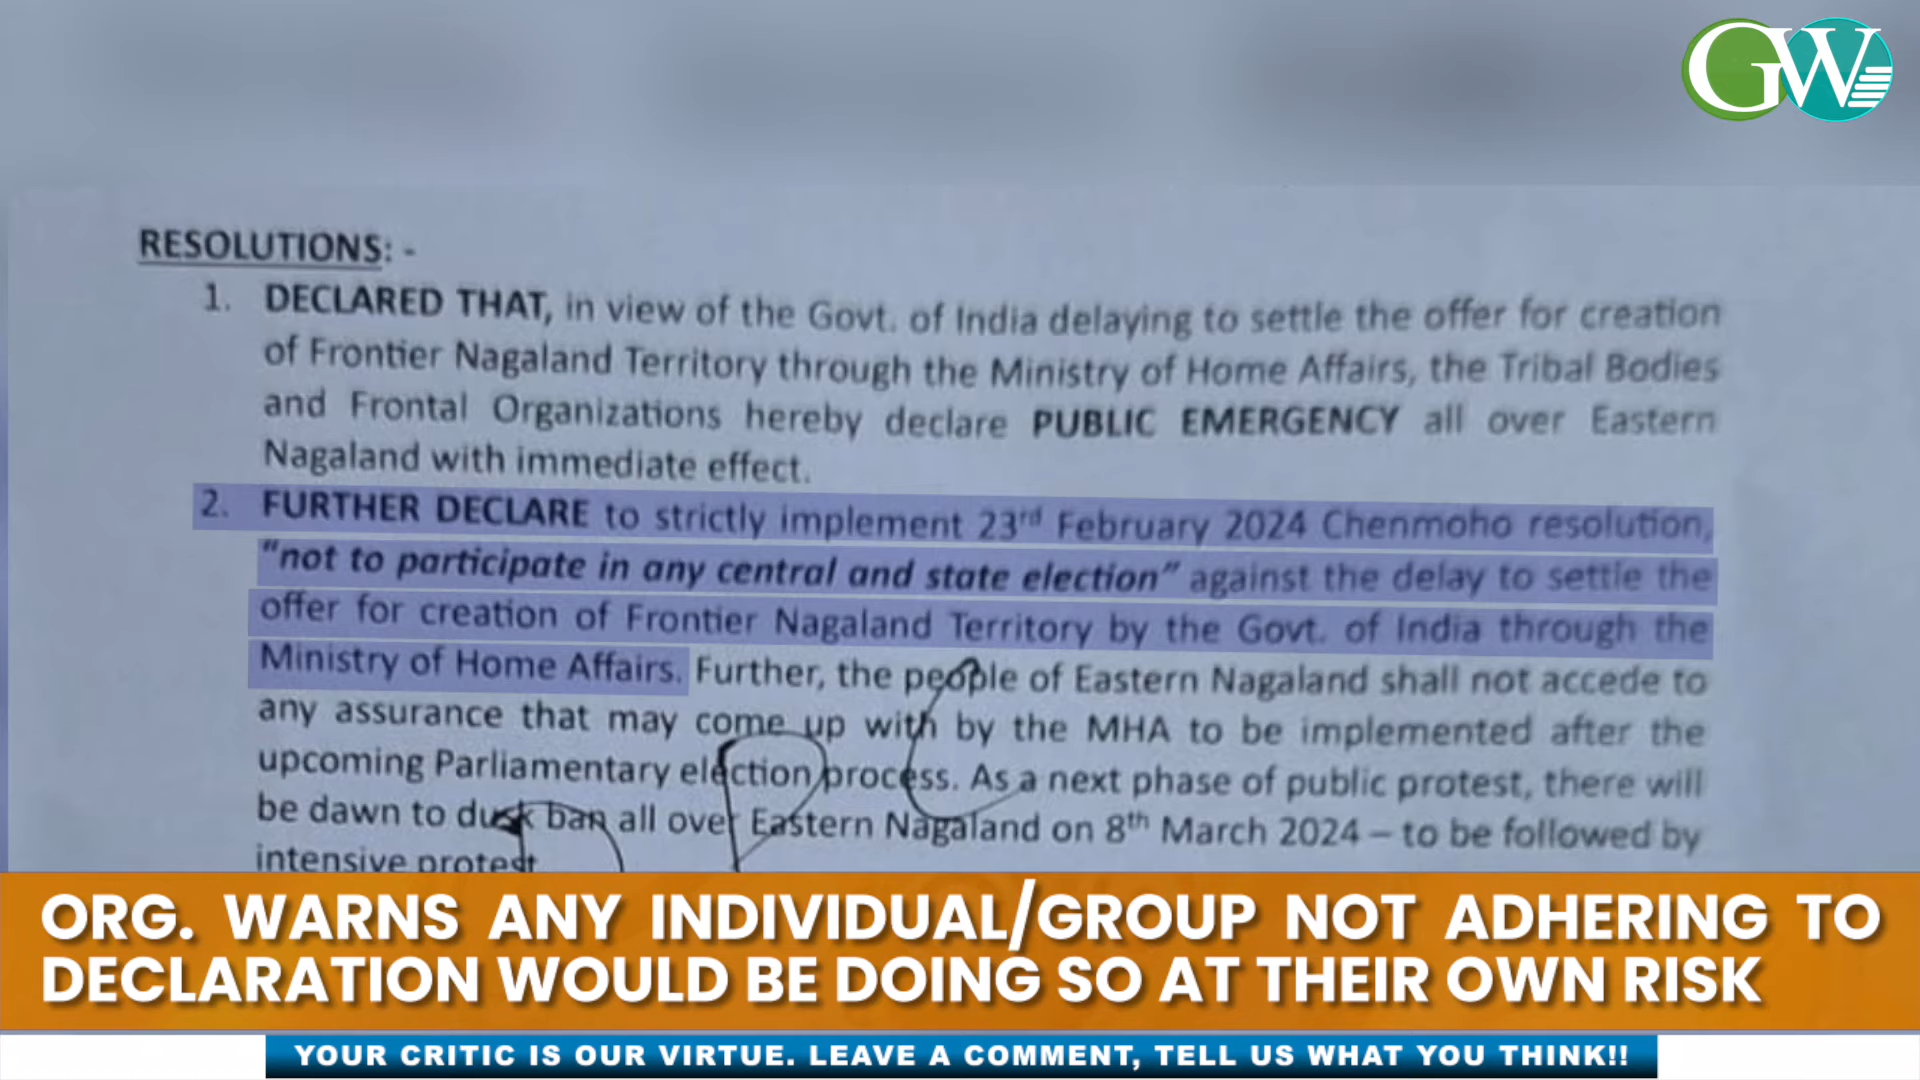 GW
RESOLUTIONS: -
1. DECLARED THAT, in view of the Govt. of India delaying to settle the offer for creation
of Frontier Nagaland Territory through the Ministry of Home Affairs, the Tribal Bodies
and Frontal Organizations hereby declare PUBLIC EMERGENCY all over Eastern
Nagaland with immediate effect.
2. FURTHER DECLARE to strictly implement 23rd February 2024 Chenmoho resolution,
"not to participate in any central and state election" against the delay to settle the
offer for creation of Frontier Nagaland Territory by the Govt. of India through the
Ministry of Home Affairs. Further, the people of Eastern Nagaland shall not accede to
any assurance that may come up with by the MHA to be implemented after the
upcoming Parliamentary election process. As a next phase of public protest, there will
be dawn to dusk ban all over Eastern Nagaland on 8th March 2024 – to be followed by
intensive protest
ORG. WARNS ANY INDIVIDUAL/GROUP NOT ADHERING TO
DECLARATION WOULD BE DOING SO AT THEIR OWN RISK
YOUR CRITIC IS OUR VIRTUE. LEAVE A COMMENT, TELL US WHAT YOU THINK!!